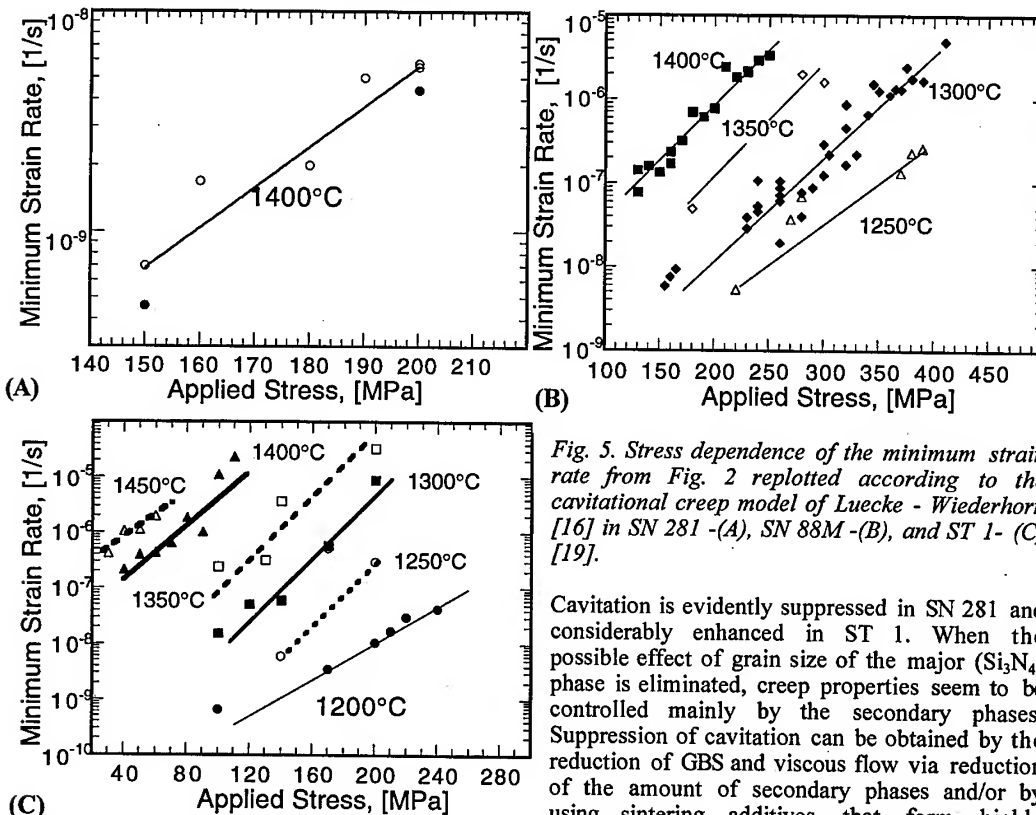 Minimum Strain Rate, [1/s]
10⁻⁸
10⁻⁹
1400°C
140 150 160 170 180 190 200 210
Applied Stress, [MPa]
(A)
Minimum Strain Rate, [1/s]
10⁻⁵
10⁻⁶
10⁻⁷
10⁻⁸
10⁻⁹
1400°C
1350°C
1300°C
1250°C
100 150 200 250 300 350 400 450
Applied Stress, [MPa]
(B)
Minimum Strain Rate, [1/s]
10⁻⁵
10⁻⁶
10⁻⁷
10⁻⁸
10⁻⁹
10⁻¹⁰
1450°C
1400°C
1350°C
1300°C
1250°C
1200°C
40 80 120 160 200 240 280
Applied Stress, [MPa]
(C)
Fig. 5. Stress dependence of the minimum strain
rate from Fig. 2 replotted according to the
cavitational creep model of Luecke - Wiederhorn
[16] in SN 281 -(A), SN 88M -(B), and ST 1- (C)
[19].
Cavitation is evidently suppressed in SN 281 and
considerably enhanced in ST 1. When the
possible effect of grain size of the major (Si₃N₄
phase is eliminated, creep properties seem to be
controlled mainly by the secondary phases
Suppression of cavitation can be obtained by the
reduction of GBS and viscous flow via reduction
of the amount of secondary phases and/or by
using sintering additives that form